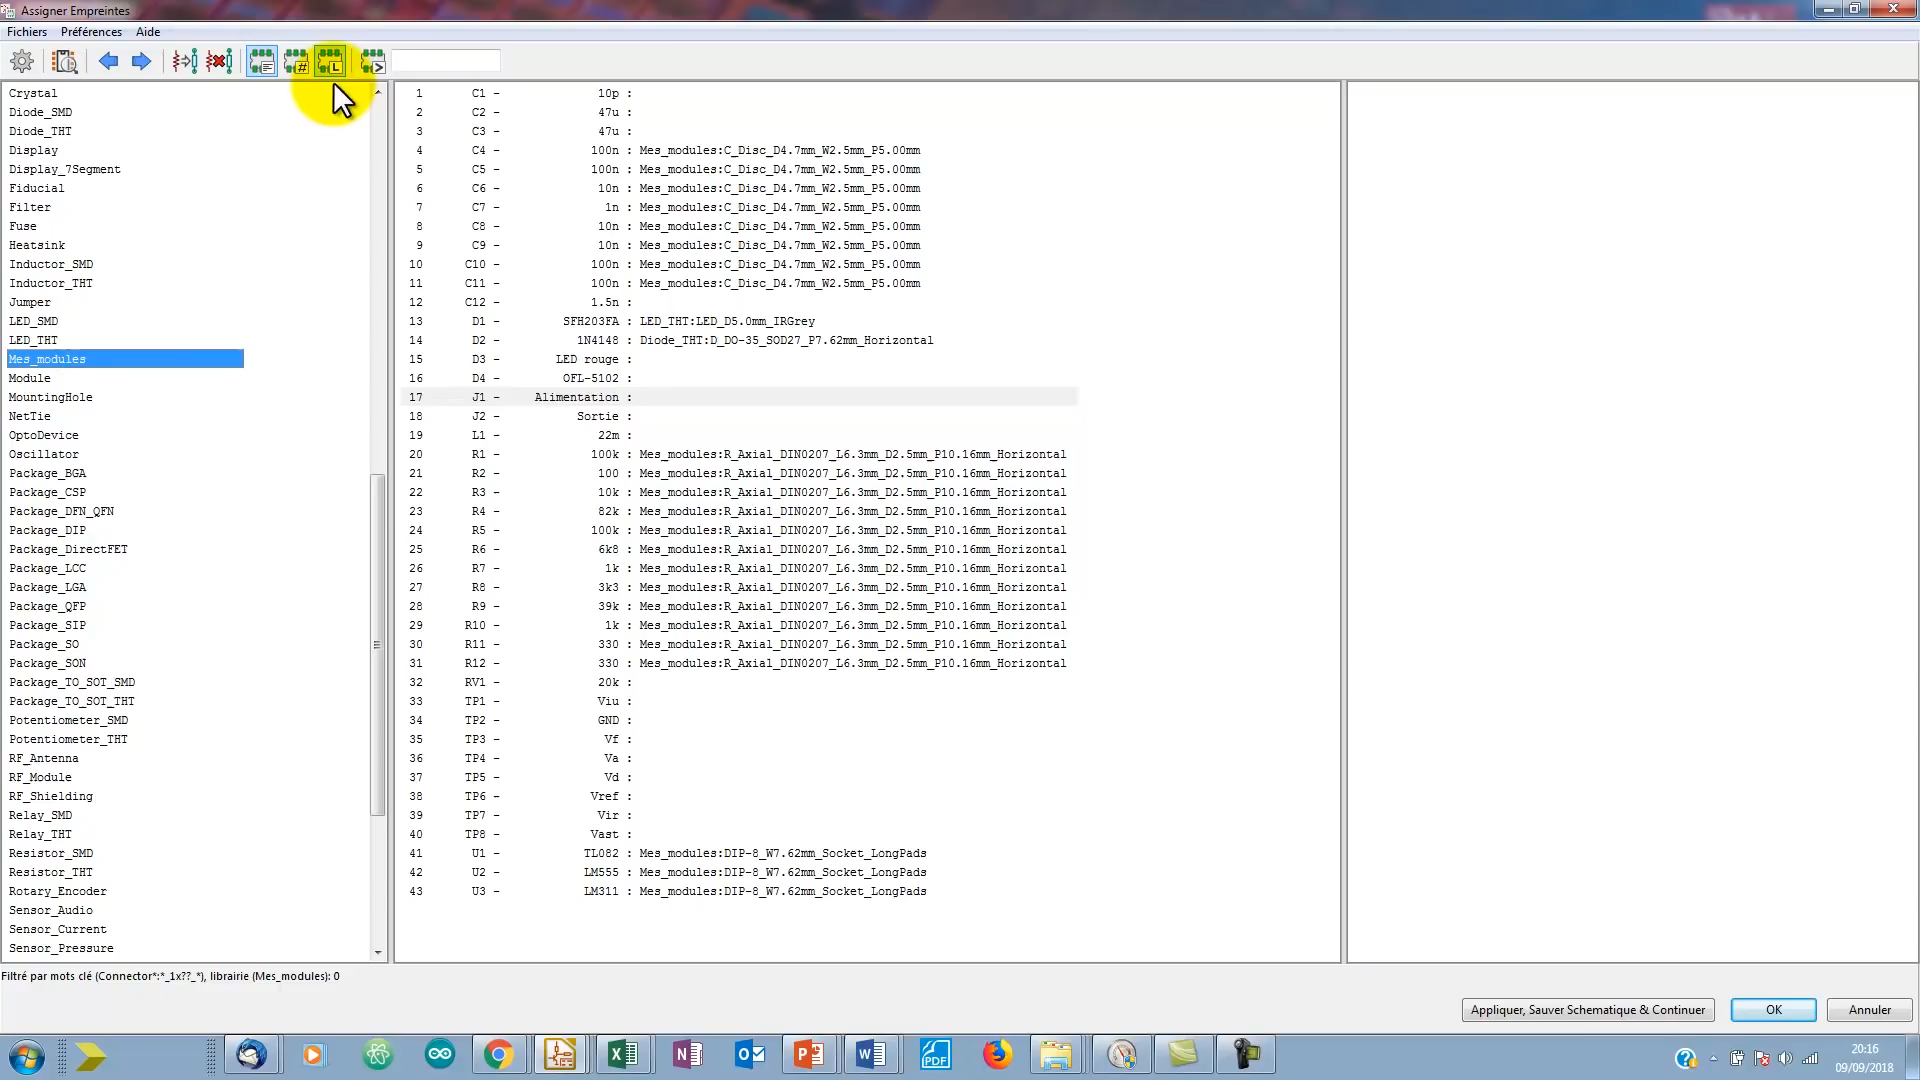 Assigner Empreintes
Fichiers Préférences Aide
Crystal
Diode_SMD
Diode_THT
Display
Display_7Segment
Fiducial
Filter
Fuse
Heatsink
Inductor_SMD
Inductor_THT
Jumper
LED_SMD
LED_THT
Mes_modules
Module
MountingHole
NetTie
OptoDevice
Oscillator
Package_BGA
Package_CSP
Package_DFN_QFN
Package_DIP
Package_DirectFET
Package_LCC
Package_LGA
Package_QFP
Package_SIP
Package_SO
Package_SON
Package_TO_SOT_SMD
Package_TO_SOT_THT
Potentiometer_SMD
Potentiometer_THT
RF_Antenna
RF_Module
RF_Shielding
Relay_SMD
Relay_THT
Resistor_SMD
Resistor_THT
Rotary_Encoder
Sensor_Audio
Sensor_Current
Sensor_Pressure
1 C1 - 10p :
2 C2 - 47u :
3 C3 - 47u :
4 C4 - 100n : Mes_modules:C_Disc_D4.7mm_W2.5mm_P5.00mm
5 C5 - 100n : Mes_modules:C_Disc_D4.7mm_W2.5mm_P5.00mm
6 C6 - 10n : Mes_modules:C_Disc_D4.7mm_W2.5mm_P5.00mm
7 C7 - 1n : Mes_modules:C_Disc_D4.7mm_W2.5mm_P5.00mm
8 C8 - 10n : Mes_modules:C_Disc_D4.7mm_W2.5mm_P5.00mm
9 C9 - 10n : Mes_modules:C_Disc_D4.7mm_W2.5mm_P5.00mm
10 C10 - 100n : Mes_modules:C_Disc_D4.7mm_W2.5mm_P5.00mm
11 C11 - 100n : Mes_modules:C_Disc_D4.7mm_W2.5mm_P5.00mm
12 C12 - 1.5n :
13 D1 - SFH203FA : LED_THT:LED_D5.0mm_IRGrey
14 D2 - 1N4148 : Diode_THT:D_DO-35_SOD27_P7.62mm_Horizontal
15 D3 - LED rouge :
16 D4 - OFL-5102 :
17 J1 - Alimentation :
18 J2 - Sortie :
19 L1 - 22m :
20 R1 - 100k : Mes_modules:R_Axial_DIN0207_L6.3mm_D2.5mm_P10.16mm_Horizontal
21 R2 - 100 : Mes_modules:R_Axial_DIN0207_L6.3mm_D2.5mm_P10.16mm_Horizontal
22 R3 - 10k : Mes_modules:R_Axial_DIN0207_L6.3mm_D2.5mm_P10.16mm_Horizontal
23 R4 - 82k : Mes_modules:R_Axial_DIN0207_L6.3mm_D2.5mm_P10.16mm_Horizontal
24 R5 - 100k : Mes_modules:R_Axial_DIN0207_L6.3mm_D2.5mm_P10.16mm_Horizontal
25 R6 - 6k8 : Mes_modules:R_Axial_DIN0207_L6.3mm_D2.5mm_P10.16mm_Horizontal
26 R7 - 1k : Mes_modules:R_Axial_DIN0207_L6.3mm_D2.5mm_P10.16mm_Horizontal
27 R8 - 3k3 : Mes_modules:R_Axial_DIN0207_L6.3mm_D2.5mm_P10.16mm_Horizontal
28 R9 - 39k : Mes_modules:R_Axial_DIN0207_L6.3mm_D2.5mm_P10.16mm_Horizontal
29 R10 - 1k : Mes_modules:R_Axial_DIN0207_L6.3mm_D2.5mm_P10.16mm_Horizontal
30 R11 - 330 : Mes_modules:R_Axial_DIN0207_L6.3mm_D2.5mm_P10.16mm_Horizontal
31 R12 - 330 : Mes_modules:R_Axial_DIN0207_L6.3mm_D2.5mm_P10.16mm_Horizontal
32 RV1 - 20k :
33 TP1 - Viu :
34 TP2 - GND :
35 TP3 - Vf :
36 TP4 - Va :
37 TP5 - Vd :
38 TP6 - Vref :
39 TP7 - Vir :
40 TP8 - Vast :
41 U1 - TL082 : Mes_modules:DIP-8_W7.62mm_Socket_LongPads
42 U2 - LM555 : Mes_modules:DIP-8_W7.62mm_Socket_LongPads
43 U3 - LM311 : Mes_modules:DIP-8_W7.62mm_Socket_LongPads
Filtré par mots clé (Connector*:*_1x??_*), librairie (Mes_modules): 0
Appliquer, Sauver Schematique & Continuer OK Annuler
PDF
20:16
09/09/2018